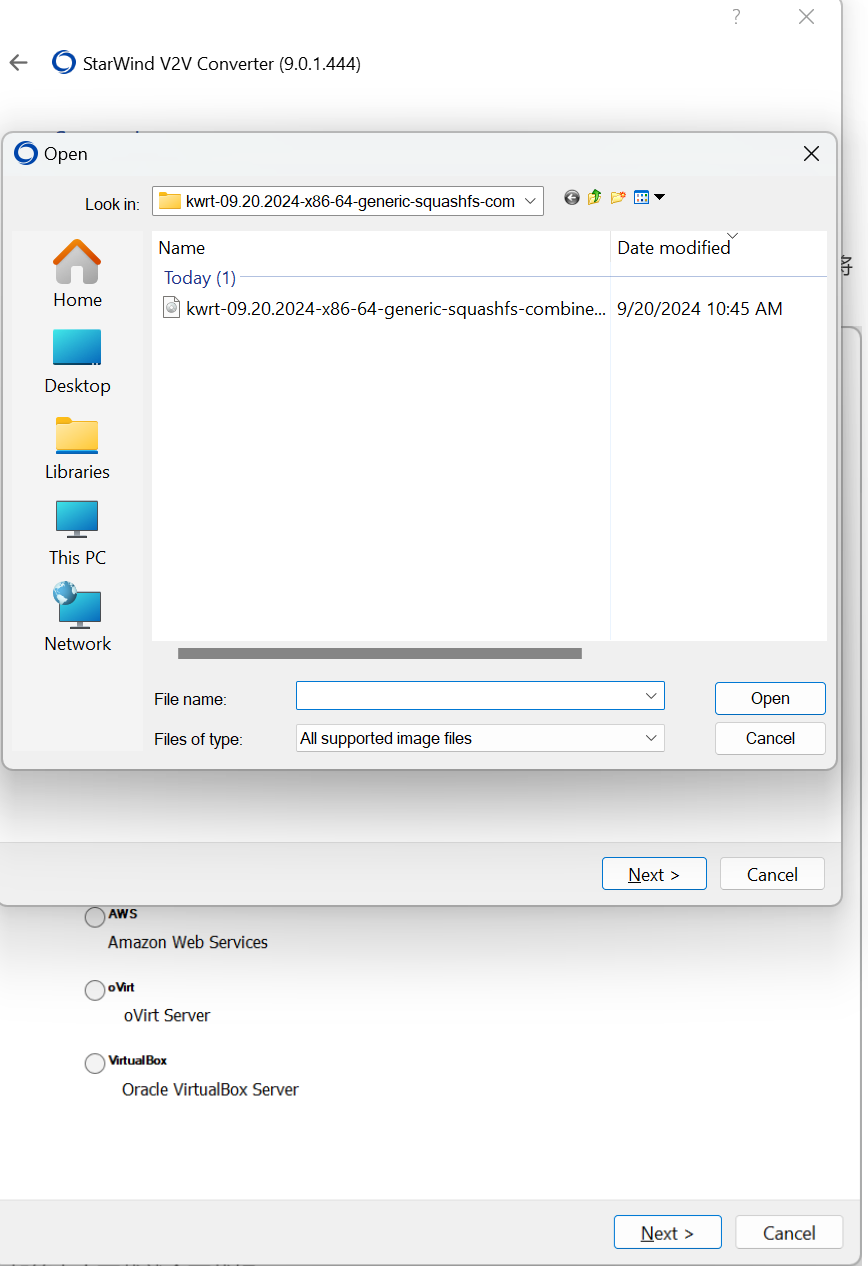 ?
StarWind V2V Converter (9.0.1.444)
Open
Look in:
kwrt-09.20.2024-x86-64-generic-squashfs-com
Name
Date modified
Today (1)
kwrt-09.20.2024-x86-64-generic-squashfs-combine... 9/20/2024 10:45 AM
Home
Desktop
Libraries
This PC
Network
File name:
Open
Files of type:
All supported image files
Cancel
Next >
Cancel
AWS
Amazon Web Services
oVirt
oVirt Server
VirtualBox
Oracle VirtualBox Server
Next >
Cancel